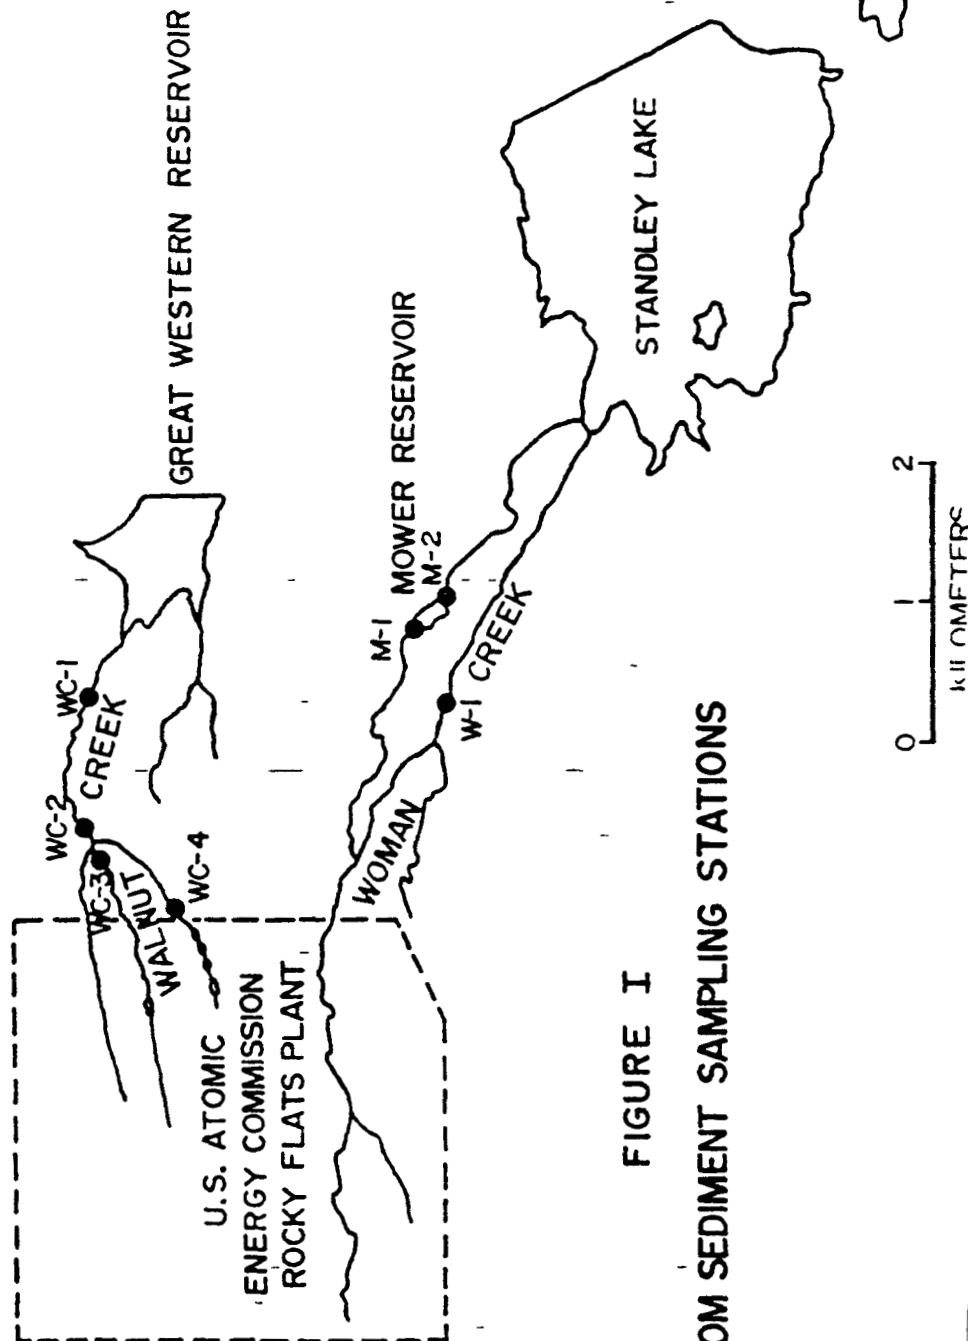 GREAT WESTERN RESERVOIR
STANDLEY LAKE
MOWER RESERVOIR
M-2
M-1
WC-1
CREEK
WC-2
WC-3
WALNUT
WC-4
CREEK
W-1
WOMAN
U.S. ATOMIC
ENERGY COMMISSION
ROCKY FLATS PLANT
0 1 2
KILOMETERS
FIGURE I
SEDIMENT SAMPLING STATIONS